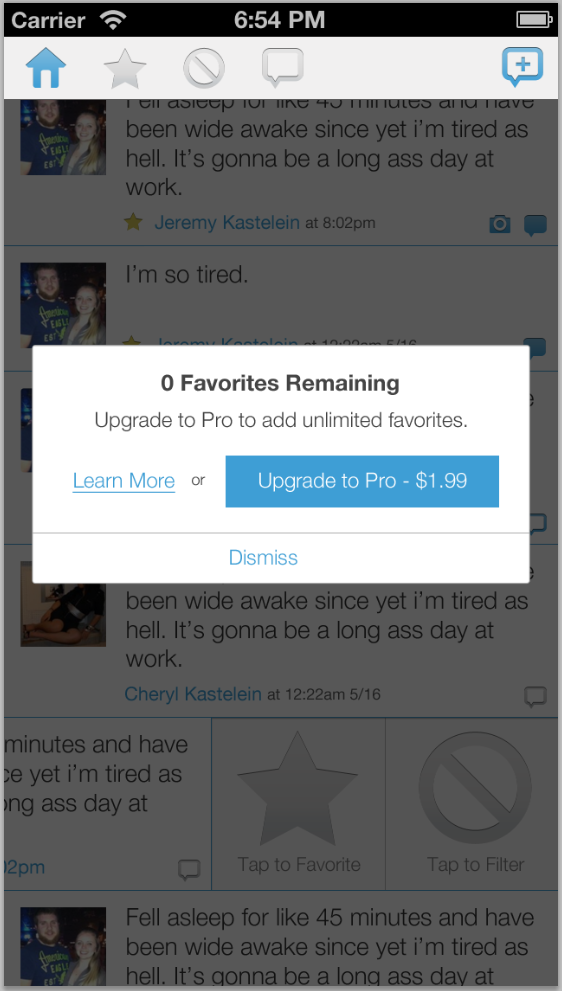 Carrier 6:54 PM
Fell asleep for like 45 minutes and have
been wide awake since yet i'm tired as
hell. It's gonna be a long ass day at
work.
Jeremy Kastelein at 8:02pm
I'm so tired.
Jeremy Kastelein at 12:22am 5/16
0 Favorites Remaining
Upgrade to Pro to add unlimited favorites.
Learn More or Upgrade to Pro - $1.99
Dismiss
been wide awake since yet i'm tired as
hell. It's gonna be a long ass day at
work.
Cheryl Kastelein at 12:22am 5/16
minutes and have
ce yet i'm tired as
ong ass day at
02pm
Tap to Favorite
Tap to Filter
Fell asleep for like 45 minutes and have
been wide awake since yet i'm tired as
hell. It's gonna be a long ass day at